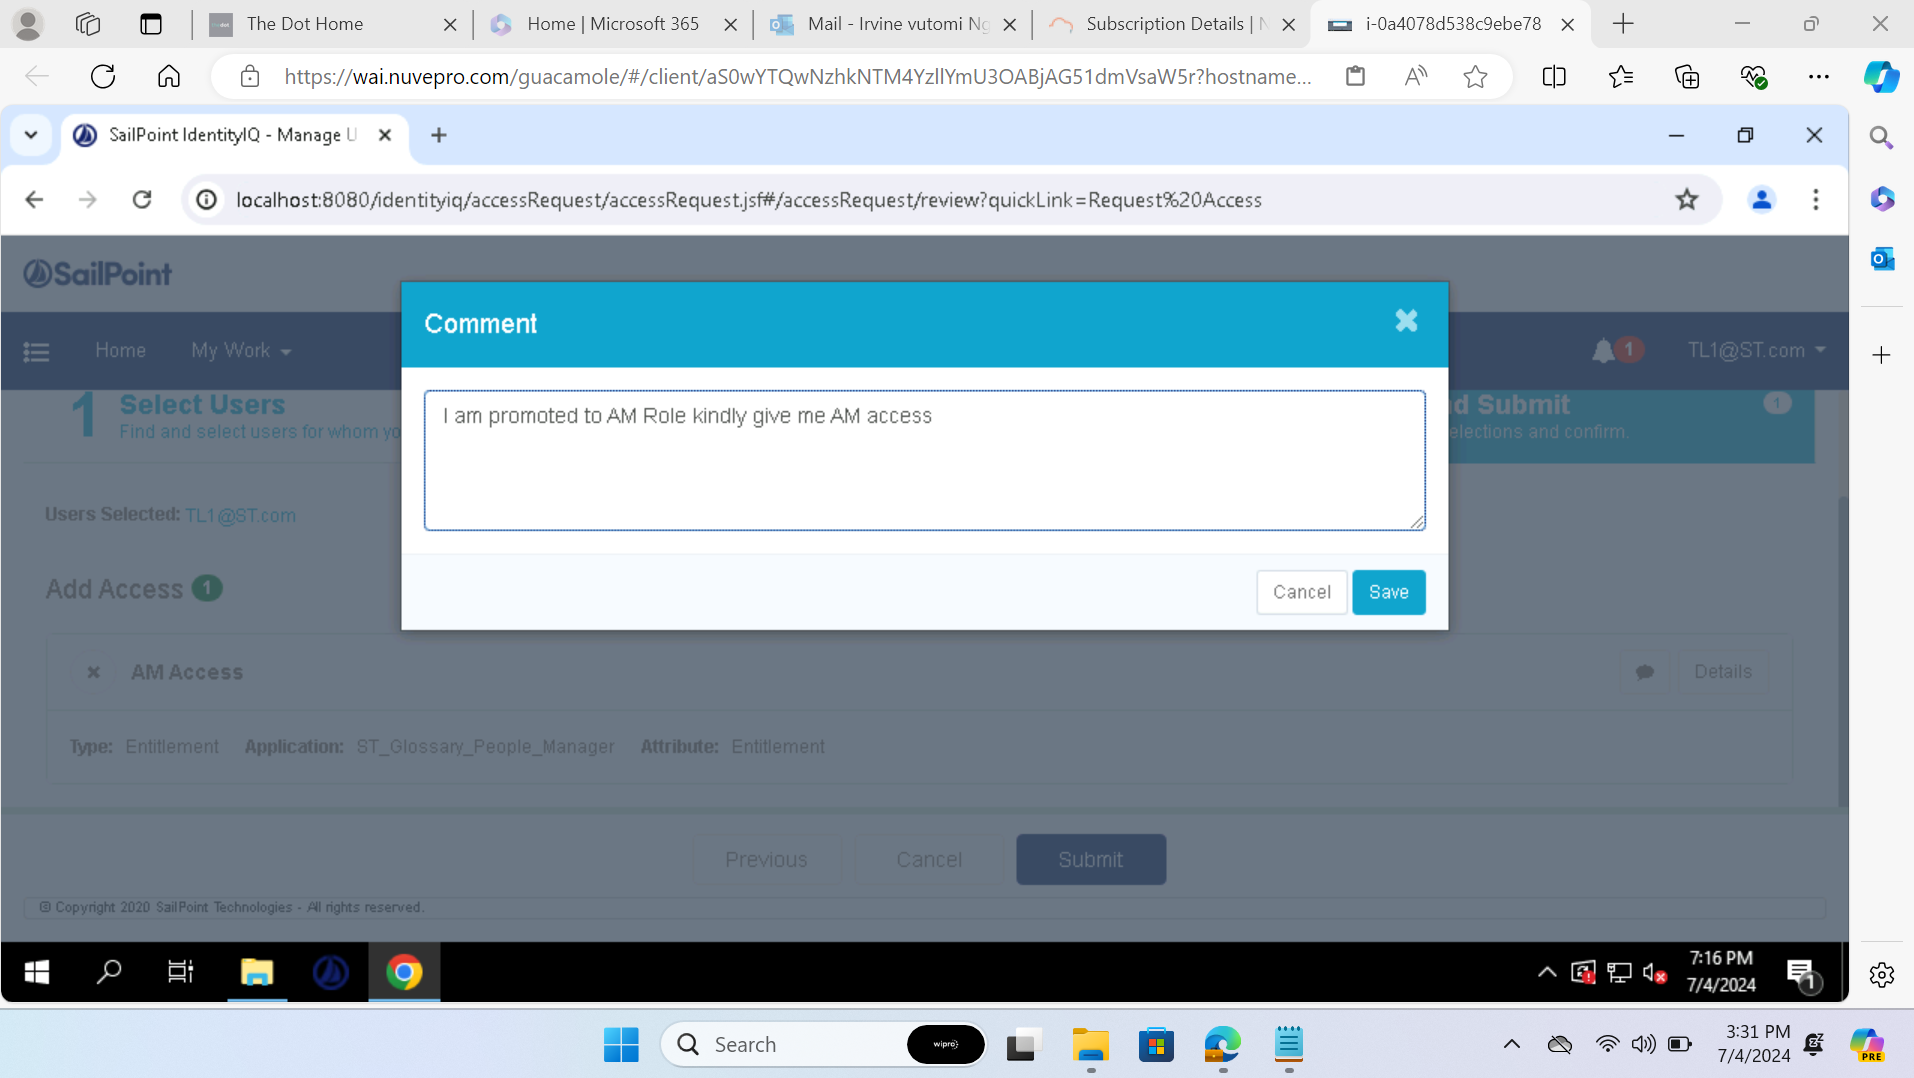 The Dot Home
Home | Microsoft 365
Mail - Irvine vutomi Ng
Subscription Details | N
i-0a4078d538c9ebe78
https://wai.nuvepro.com/guacamole/#/client/aS0wYTQwNzhkNTM4YzllYmU3OABjAG51dmVsaW5r?hostname...
SailPoint IdentityIQ - Manage U
localhost:8080/identityiq/accessRequest/accessRequest.jsf#/accessRequest/review?quickLink=Request%20Access
SailPoint
Comment
Home
My Work
1
TL1@ST.com
1
Select Users
Find and select users for whom yo
d Submit
1
elections and confirm.
I am promoted to AM Role kindly give me AM access
Users Selected: TL1@ST.com
Add Access 1
Cancel
Save
AM Access
Details
Type: Entitlement Application: ST_Glossary_People_Manager Attribute: Entitlement
Previous
Cancel
Submit
© Copyright 2020 SailPoint Technologies - All rights reserved.
7:16 PM
7/4/2024
1
Search
wipro
3:31 PM
7/4/2024
PRE